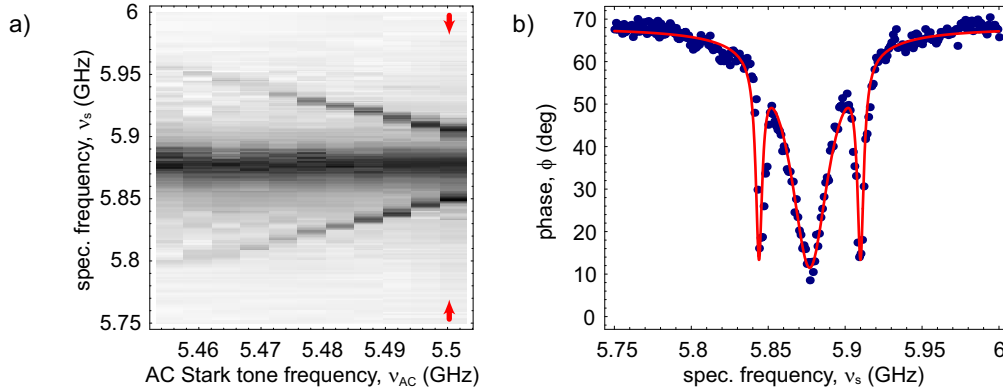 a)
spec. frequency, νs (GHz)
6
5.95
5.9
5.85
5.8
5.75
5.46 5.47 5.48 5.49 5.5
AC Stark tone frequency, νAC (GHz)
b)
phase, ϕ (deg)
70
60
50
40
30
20
10
0
5.75 5.8 5.85 5.9 5.95 6
spec. frequency, νs (GHz)